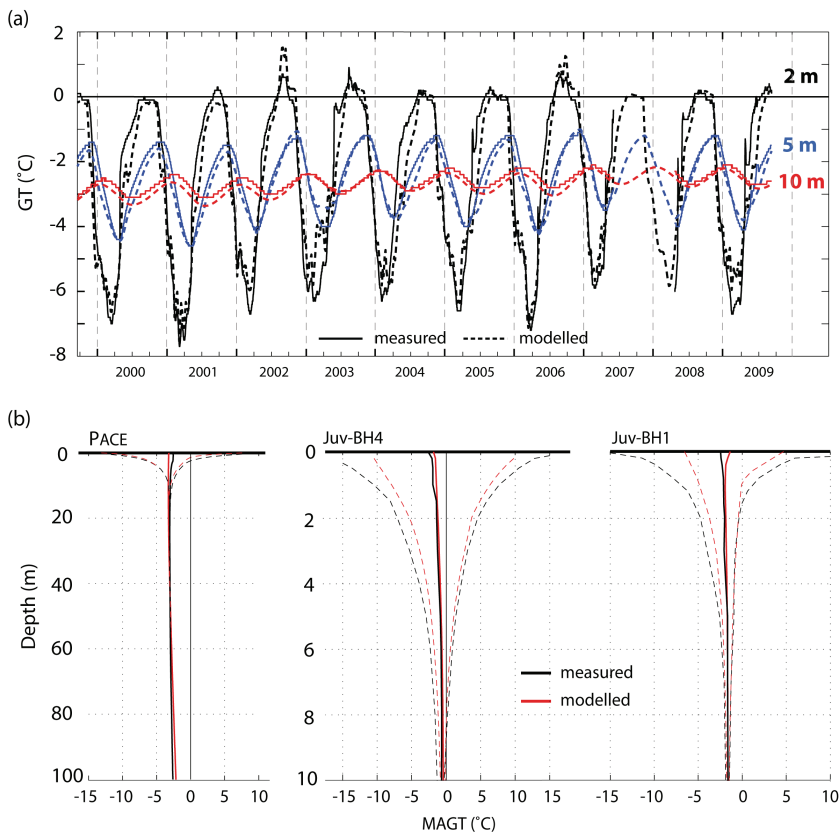 (a)
2
0
-2
-4
-6
-8
GT (˚C)
2 m
5 m
10 m
measured
modelled
2000 2001 2002 2003 2004 2005 2006 2007 2008 2009
(b)
PACE
Juv-BH4
Juv-BH1
0
20
40
60
80
100
Depth (m)
0
2
4
6
8
10
measured
modelled
-15 -10 -5 0 5 10
-15 -10 -5 0 5 10 15
-15 -10 -5 0 5 10
MAGT (˚C)